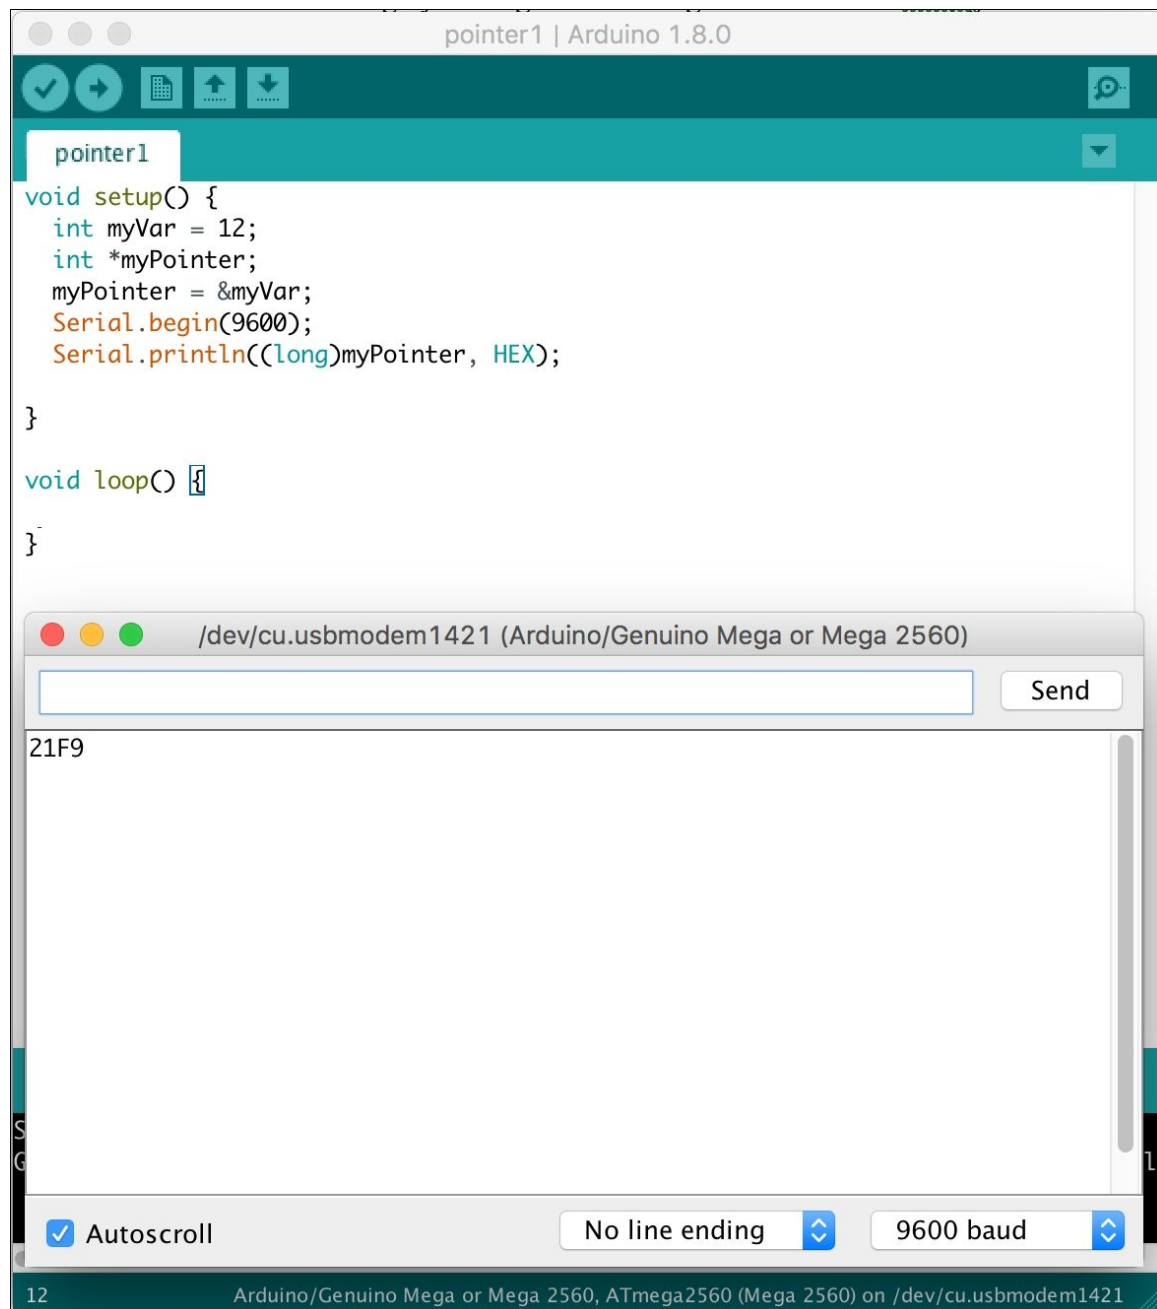 pointer1 | Arduino 1.8.0
pointer1
void setup() {
  int myVar = 12;
  int *myPointer;
  myPointer = &myVar;
  Serial.begin(9600);
  Serial.println((long)myPointer, HEX);
}
void loop() {
}
/dev/cu.usbmodem1421 (Arduino/Genuino Mega or Mega 2560)
Send
21F9
S
G
l
Autoscroll
No line ending
9600 baud
12
Arduino/Genuino Mega or Mega 2560, ATmega2560 (Mega 2560) on /dev/cu.usbmodem1421